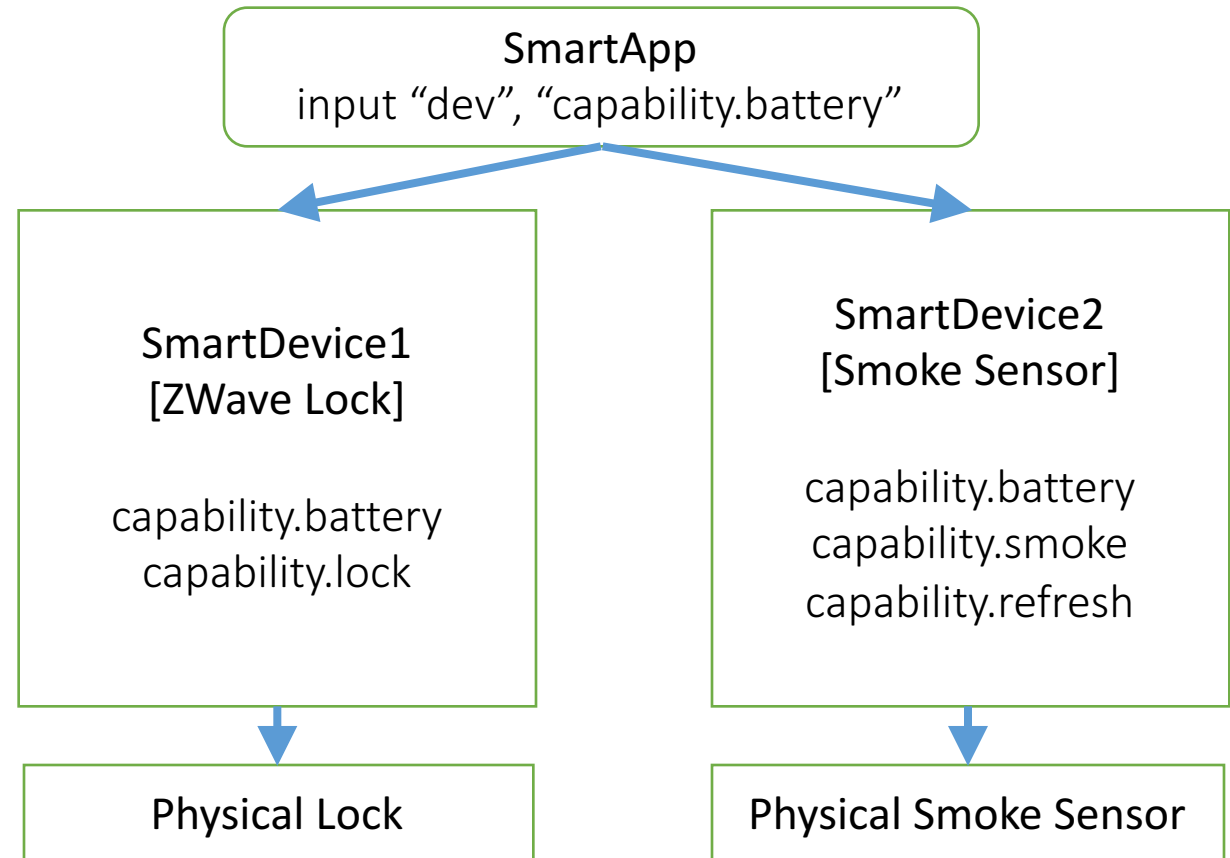 SmartApp
input “dev”, “capability.battery”
SmartDevice1
[ZWave Lock]
capability.battery
capability.lock
SmartDevice2
[Smoke Sensor]
capability.battery
capability.smoke
capability.refresh
Physical Lock
Physical Smoke Sensor